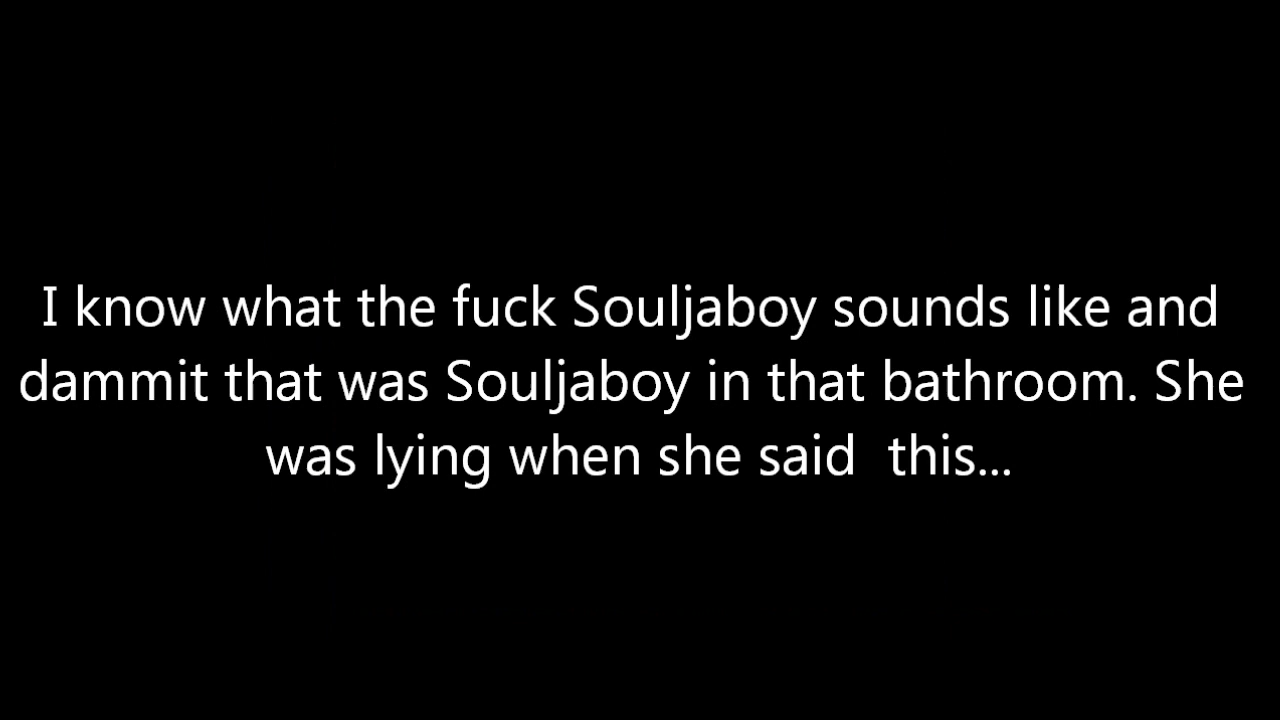 I know what the fuck Souljaboy sounds like and
dammit that was Souljaboy in that bathroom. She
was lying when she said  this...